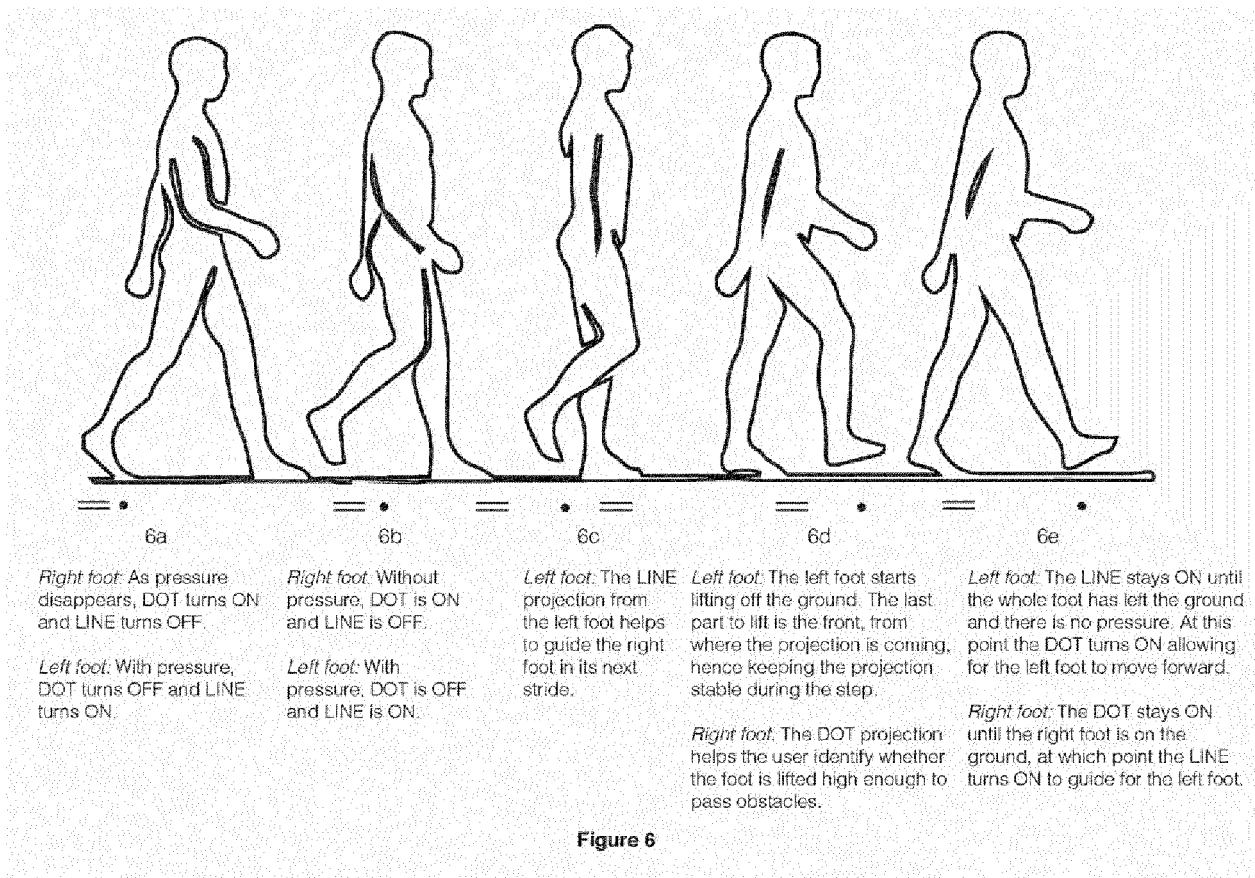 6a
6b
6c
6d
6e
Right foot: As pressure
disappears, DOT turns ON
and LINE turns OFF.
Left foot: With pressure,
DOT turns OFF and LINE
turns ON.
Right foot: Without
pressure, DOT is ON
and LINE is OFF.
Left foot: With
pressure, DOT is OFF
and LINE is ON.
Left foot: The LINE
projection from
the left foot helps
to guide the right
foot in its next
stride.
Left foot: The left foot starts
lifting off the ground. The last
part to lift is the front, from
where the projection is coming,
hence keeping the projection
stable during the step.
Right foot: The DOT projection
helps the user identify whether
the foot is lifted high enough to
pass obstacles.
Left foot: The LINE stays ON until
the whole foot has left the ground
and there is no pressure. At this
point the DOT turns ON allowing
for the left foot to move forward.
Right foot: The DOT stays ON
until the right foot is on the
ground, at which point the LINE
turns ON to guide for the left foot.
Figure 6